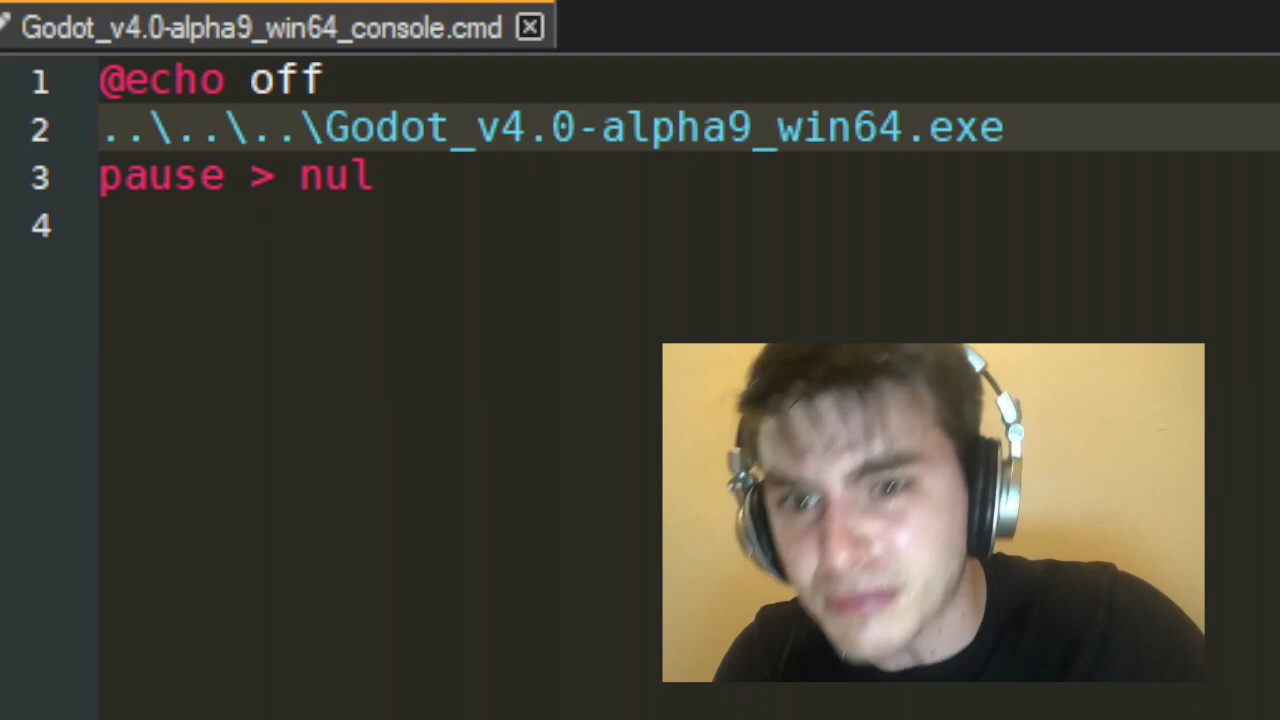 Godot_v4.0-alpha9_win64_console.cmd
1 @echo off
2 ..\..\..\Godot_v4.0-alpha9_win64.exe
3 pause > nul
4